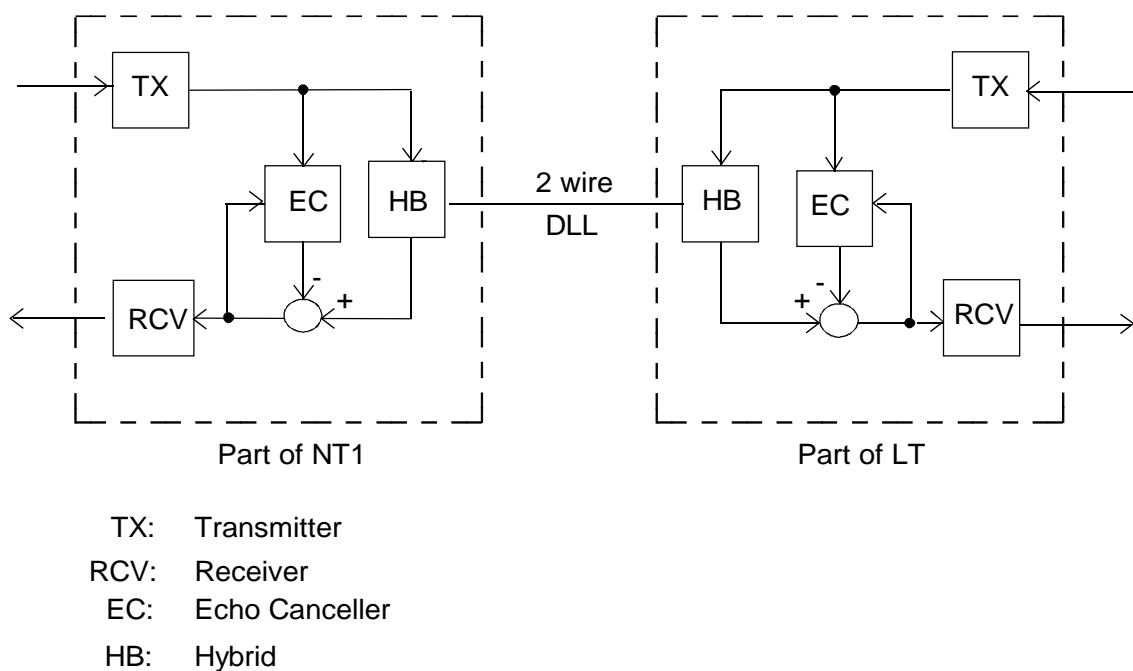 TX
TX
EC
HB
2 wire
DLL
HB
EC
-
+
+
-
RCV
RCV
Part of NT1
Part of LT
TX: Transmitter
RCV: Receiver
EC: Echo Canceller
HB: Hybrid